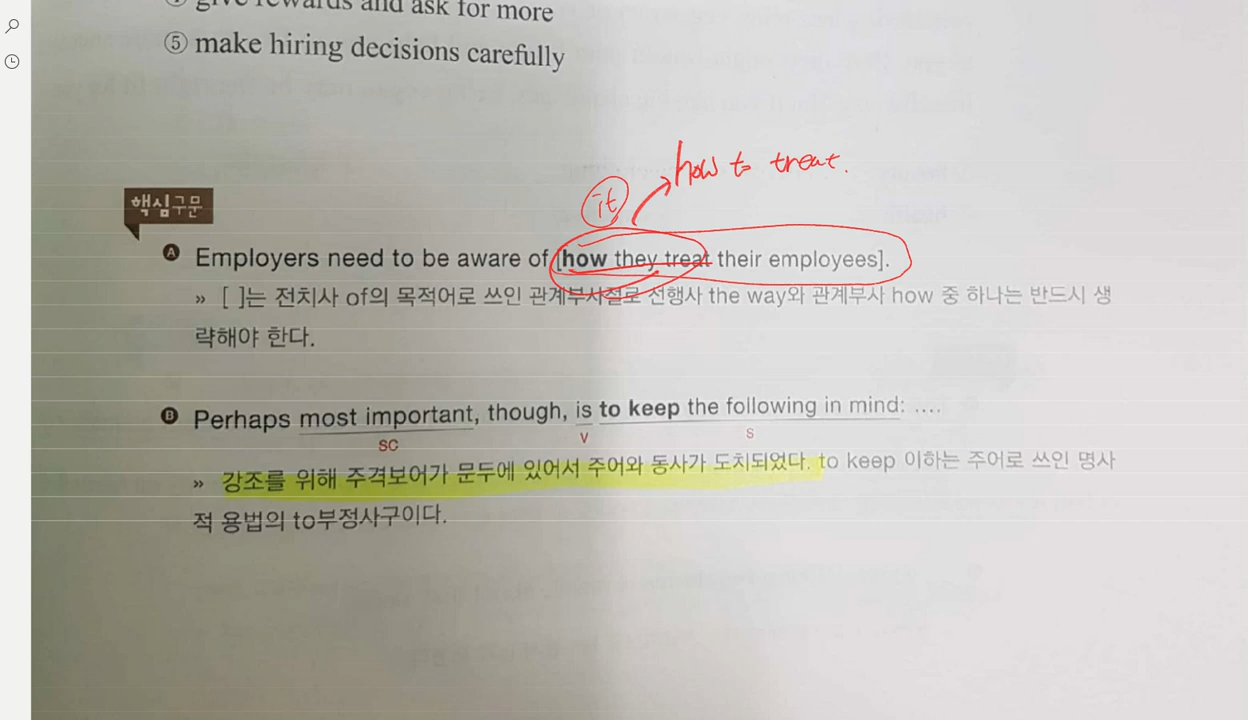 give rewards and ask for more
⑤ make hiring decisions carefully
how to treat.
it
핵심구문
A Employers need to be aware of [how they treat their employees].
» [ ]는 전치사 of의 목적어로 쓰인 관계부사절로 선행사 the way와 관계부사 how 중 하나는 반드시 생
략해야 한다.
B Perhaps most important, though, is to keep the following in mind: ....
SC V S
» 강조를 위해 주격보어가 문두에 있어서 주어와 동사가 도치되었다. to keep 이하는 주어로 쓰인 명사
적 용법의 to부정사구이다.